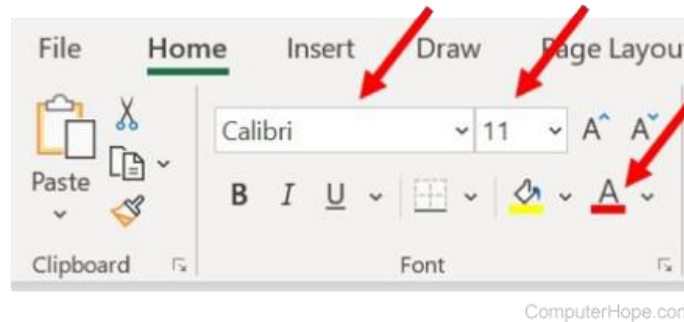 File Home Insert Draw Page Layou
Calibri 11 A A
Paste B I U A
Clipboard Font
ComputerHope.com